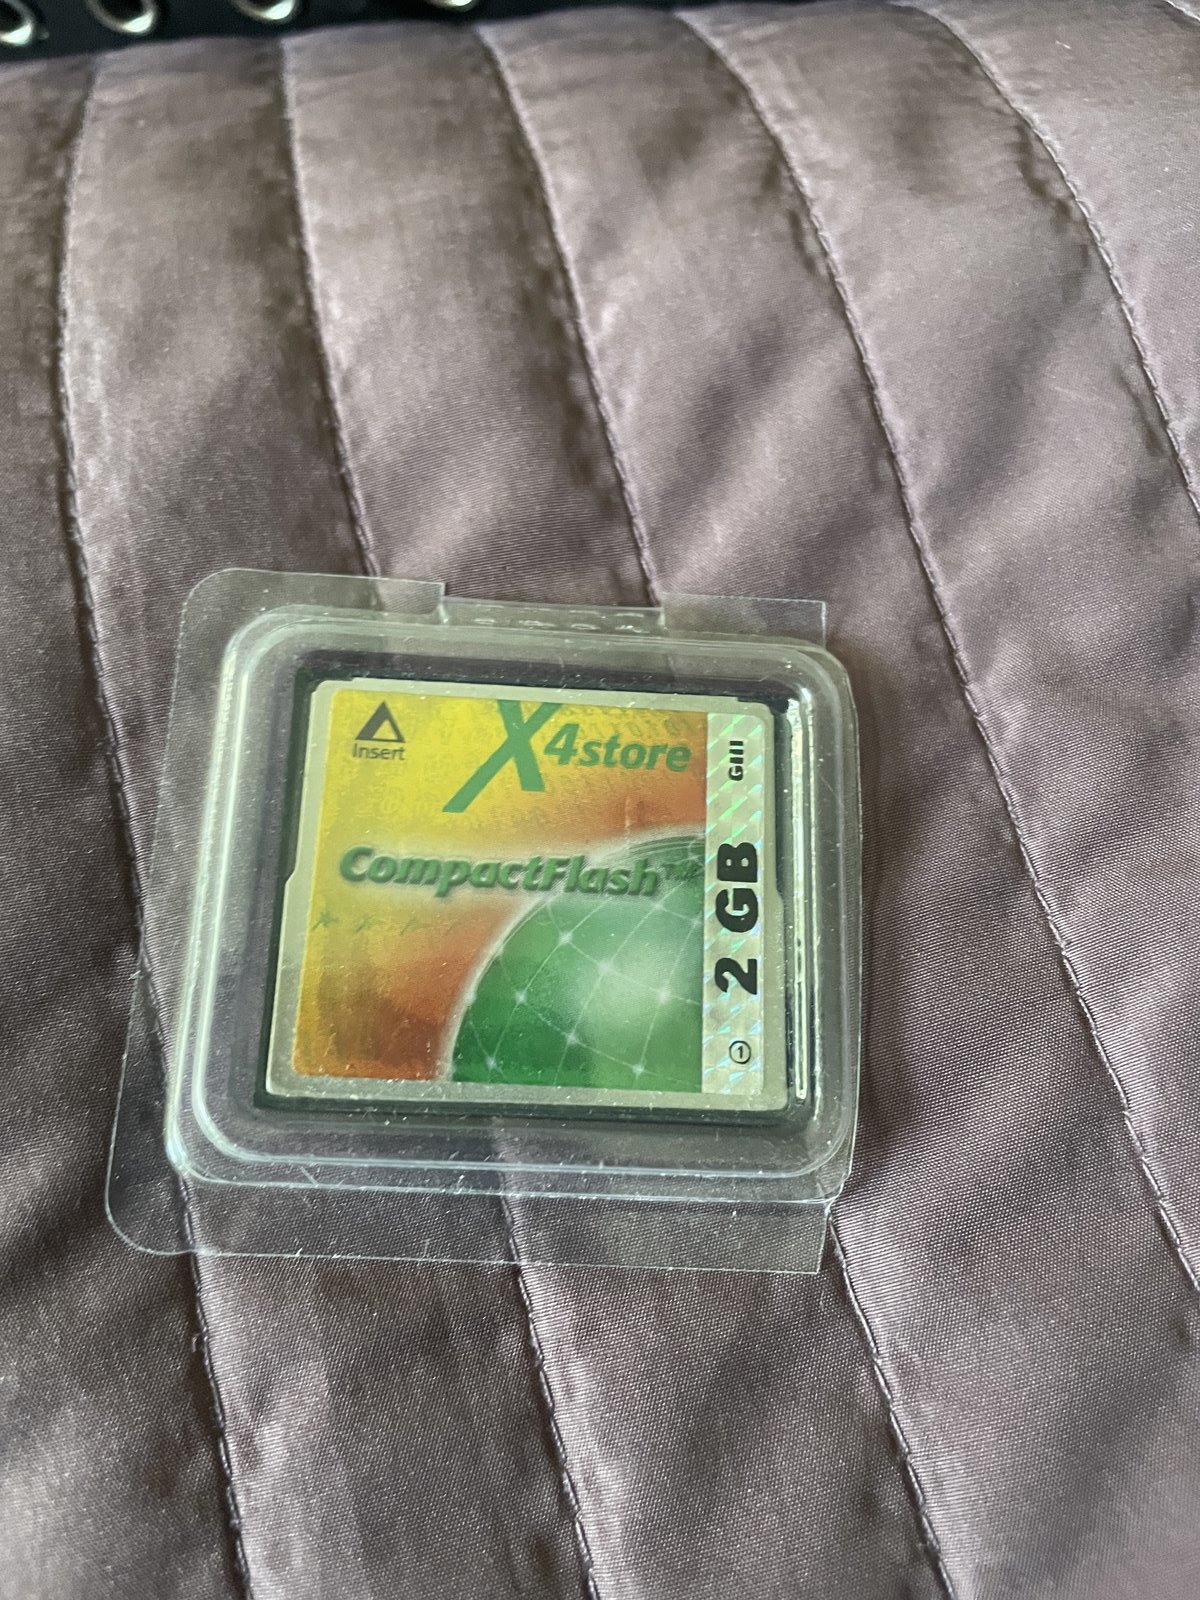 Insert
X4store
CompactFlash™
GIII
2 GB
1